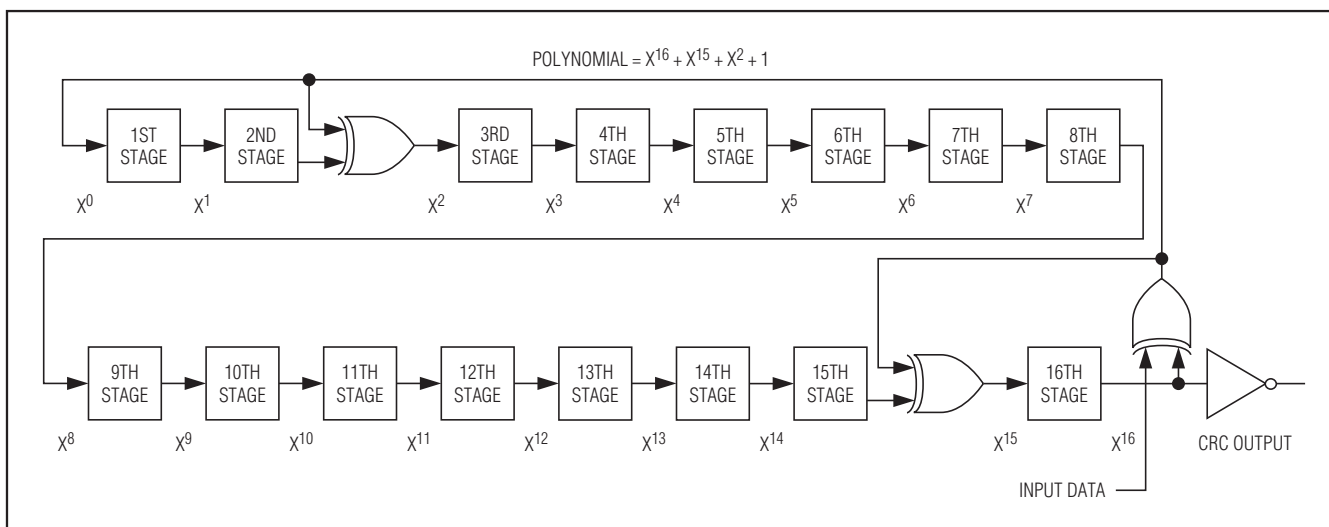 POLYNOMIAL = X¹⁶ + X¹⁵ + X² + 1
1ST
STAGE
2ND
STAGE
3RD
STAGE
4TH
STAGE
5TH
STAGE
6TH
STAGE
7TH
STAGE
8TH
STAGE
X⁰ X¹ X² X³ X⁴ X⁵ X⁶ X⁷
9TH
STAGE
10TH
STAGE
11TH
STAGE
12TH
STAGE
13TH
STAGE
14TH
STAGE
15TH
STAGE
16TH
STAGE
X⁸ X⁹ X¹⁰ X¹¹ X¹² X¹³ X¹⁴ X¹⁵ X¹⁶
CRC OUTPUT
INPUT DATA